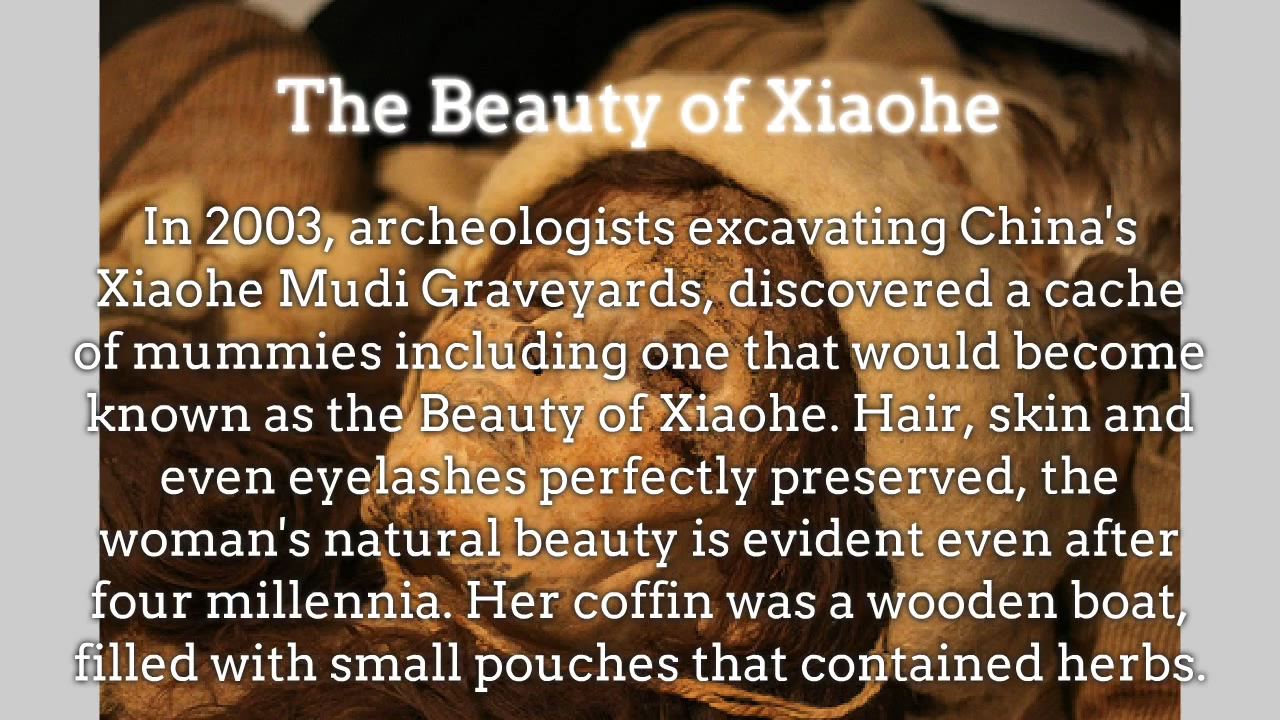 The Beauty of Xiaohe
In 2003, archeologists excavating China's
Xiaohe Mudi Graveyards, discovered a cache
of mummies including one that would become
known as the Beauty of Xiaohe. Hair, skin and
even eyelashes perfectly preserved, the
woman's natural beauty is evident even after
four millennia. Her coffin was a wooden boat,
filled with small pouches that contained herbs.